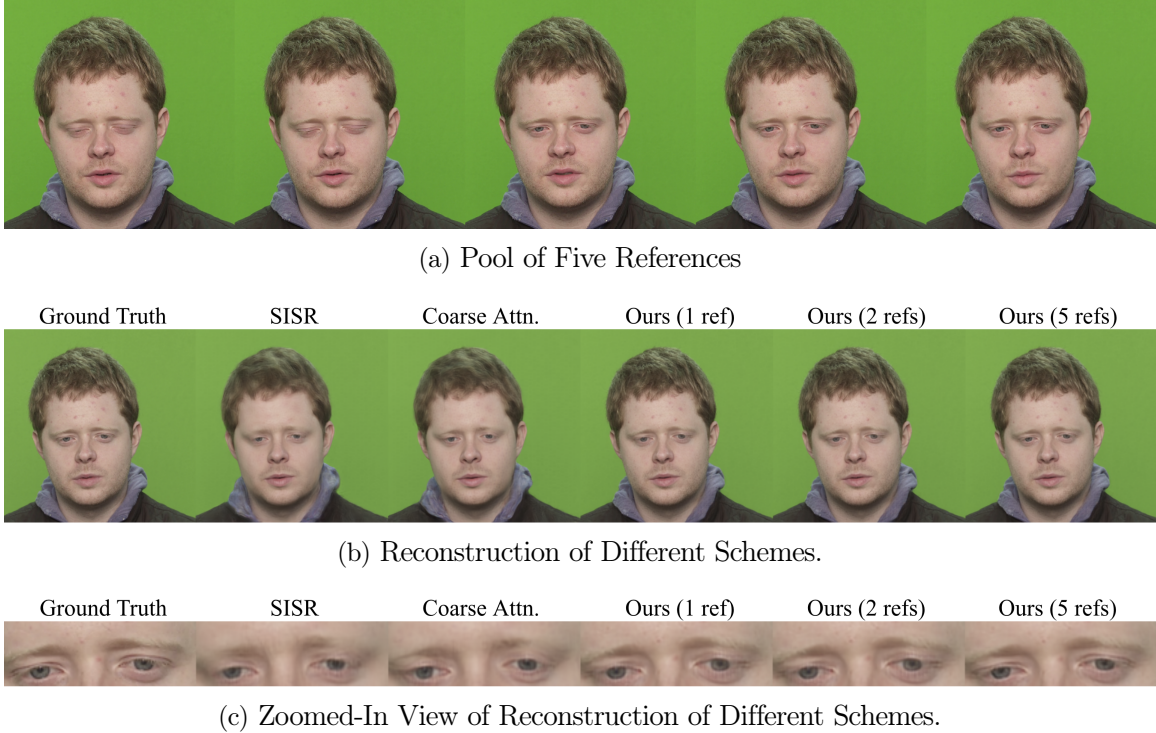 (a) Pool of Five References
Ground Truth SISR Coarse Attn. Ours (1 ref) Ours (2 refs) Ours (5 refs)
(b) Reconstruction of Different Schemes.
Ground Truth SISR Coarse Attn. Ours (1 ref) Ours (2 refs) Ours (5 refs)
(c) Zoomed-In View of Reconstruction of Different Schemes.